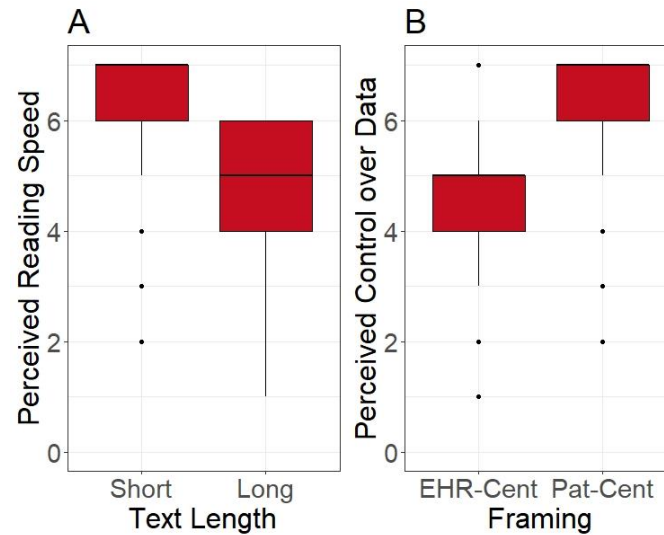 A
Perceived Reading Speed
6
4
2
0
Short Long
Text Length
B
Perceived Control over Data
6
4
2
0
EHR-Cent Pat-Cent
Framing